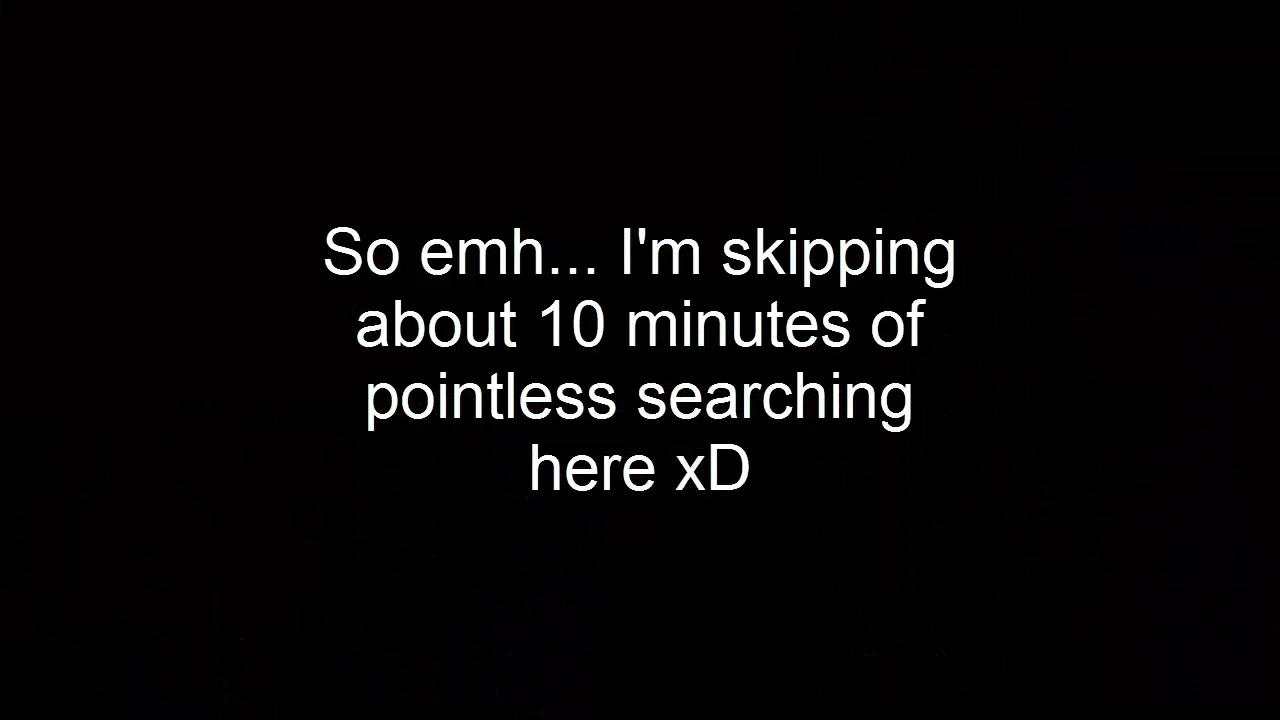 So emh... I'm skipping
about 10 minutes of
pointless searching
here xD